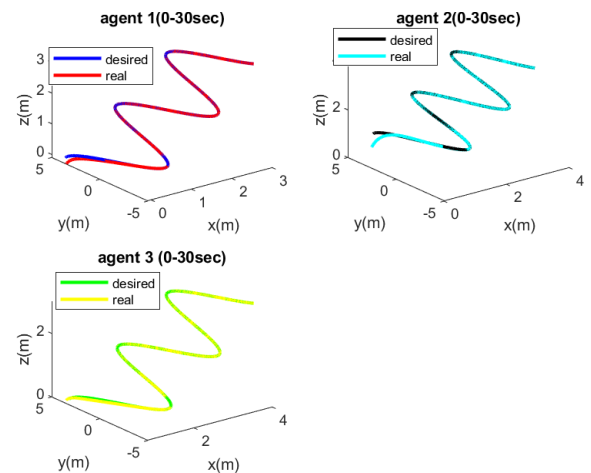 agent 1(0-30sec)
desired
real
3
2
1
0
z(m)
5
0
-5
y(m)
0
1
2
3
x(m)
agent 2(0-30sec)
desired
real
4
2
0
z(m)
5
0
-5
y(m)
0
2
4
x(m)
agent 3 (0-30sec)
desired
real
2
0
z(m)
5
0
-5
y(m)
2
4
x(m)